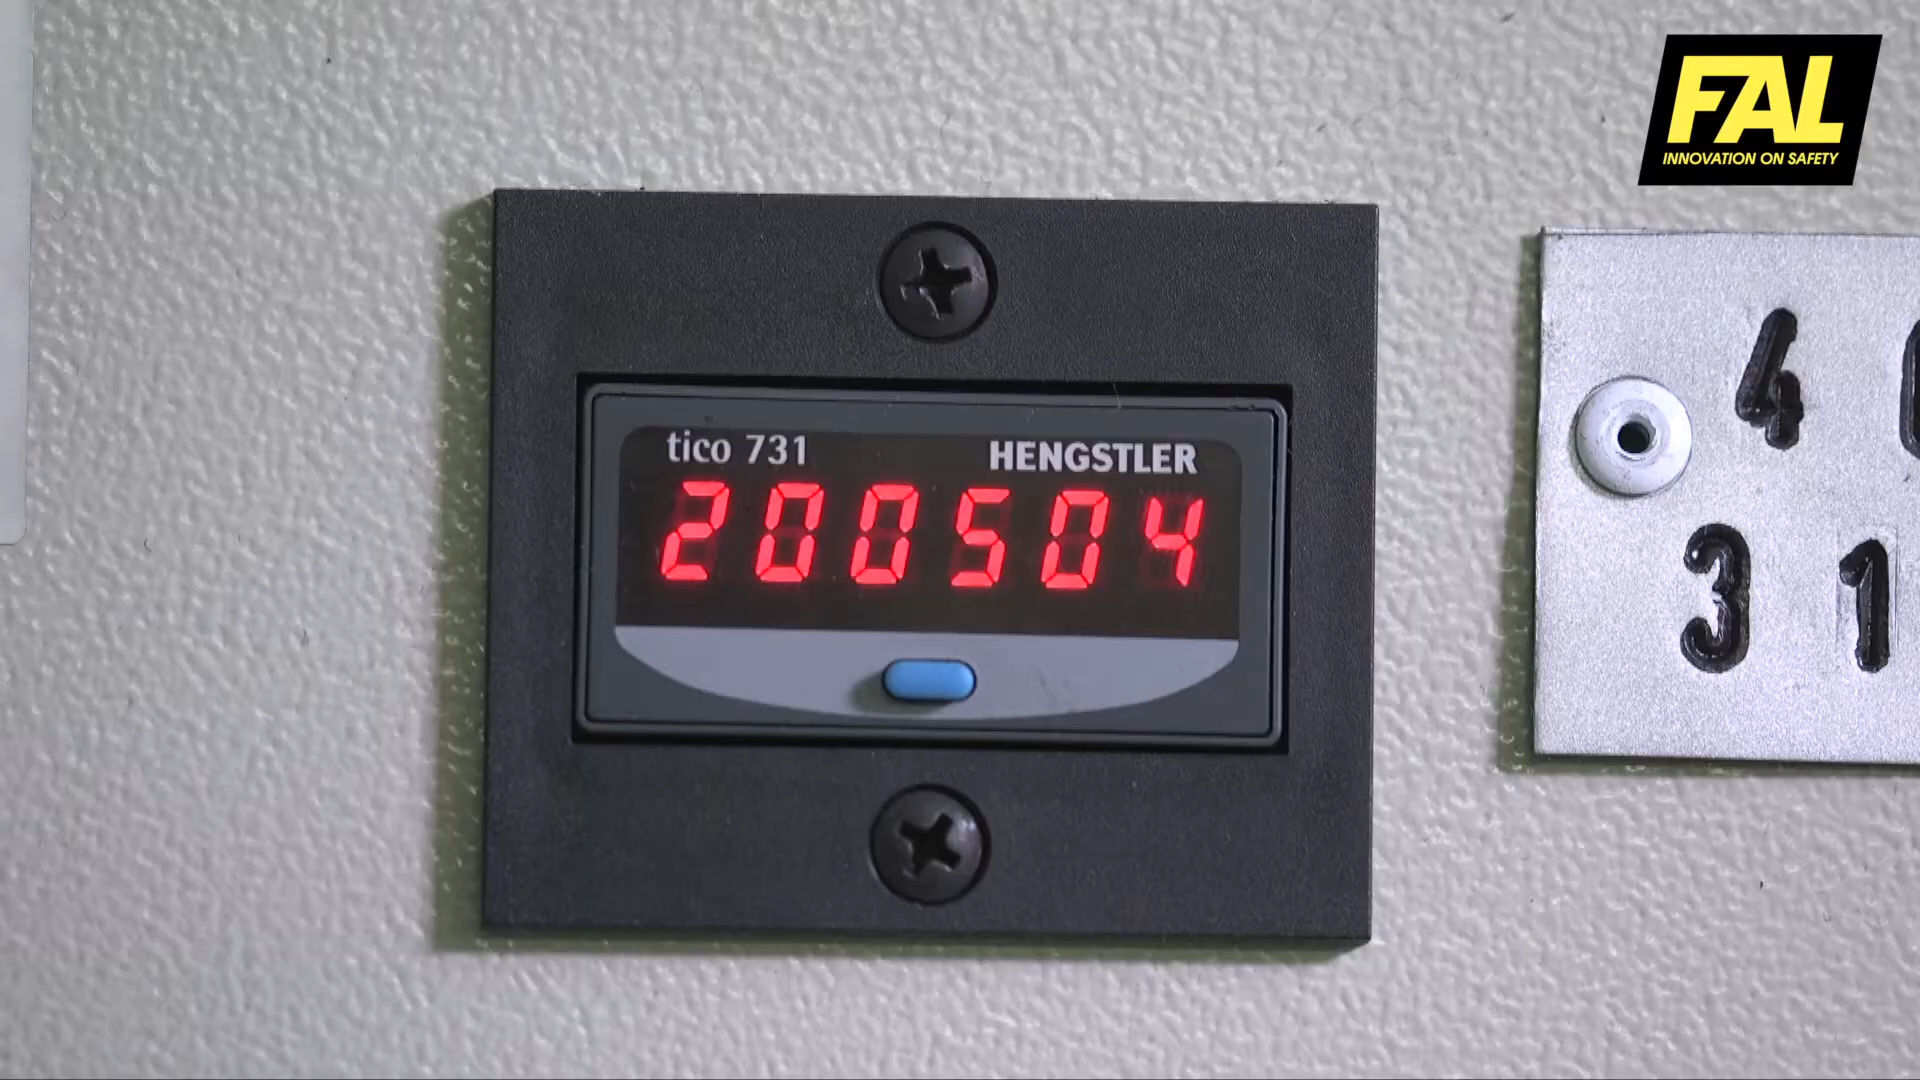 FAL
INNOVATION ON SAFETY
tico 731
HENGSTLER
200504
4
31